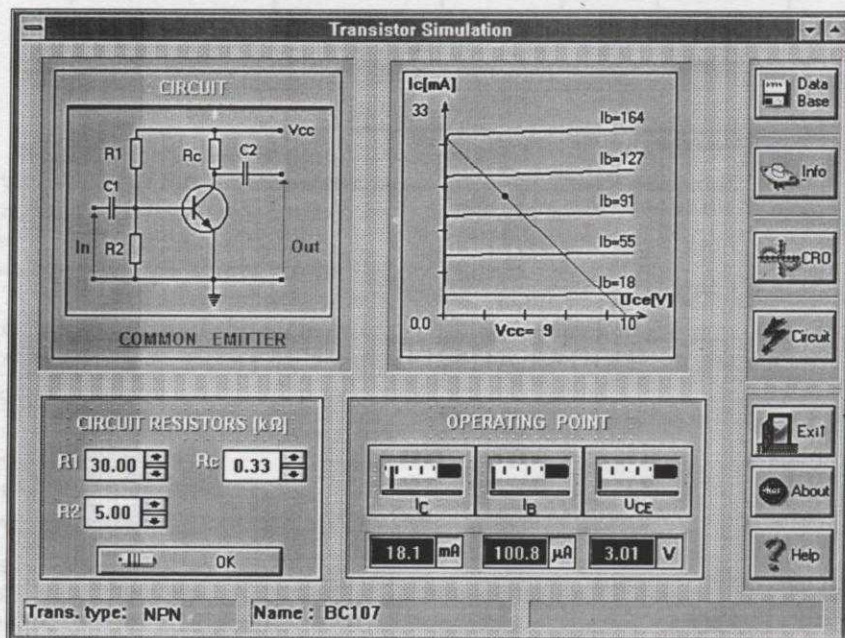 Transistor Simulation
CIRCUIT
Vcc
R1
Rc
C2
C1
In
R2
Out
COMMON EMITTER
Ic[mA]
33
Ib=164
Ib=127
Ib=91
Ib=55
Ib=18
Uce[V]
0.0
10
Vcc= 9
Data Base
Info
CRO
Circuit
Exit
About
Help
CIRCUIT RESISTORS [kΩ]
R1 30.00
Rc 0.33
R2 5.00
OK
OPERATING POINT
IC
IB
UCE
18.1 mA
100.8 μA
3.01 V
Trans. type: NPN
Name : BC107